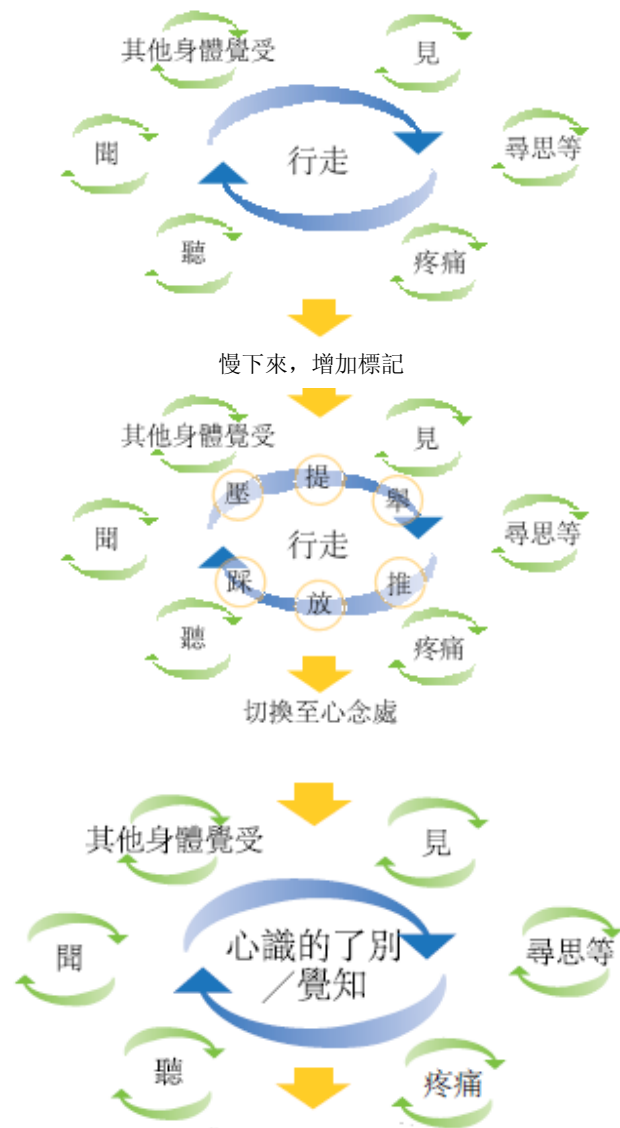 其他身體覺受
見
聞
行走
尋思等
聽
疼痛
慢下來，增加標記
其他身體覺受
見
壓
提
舉
聞
行走
尋思等
踩
放
推
聽
疼痛
切換至心念處
其他身體覺受
見
聞
心識的了別
／覺知
尋思等
聽
疼痛